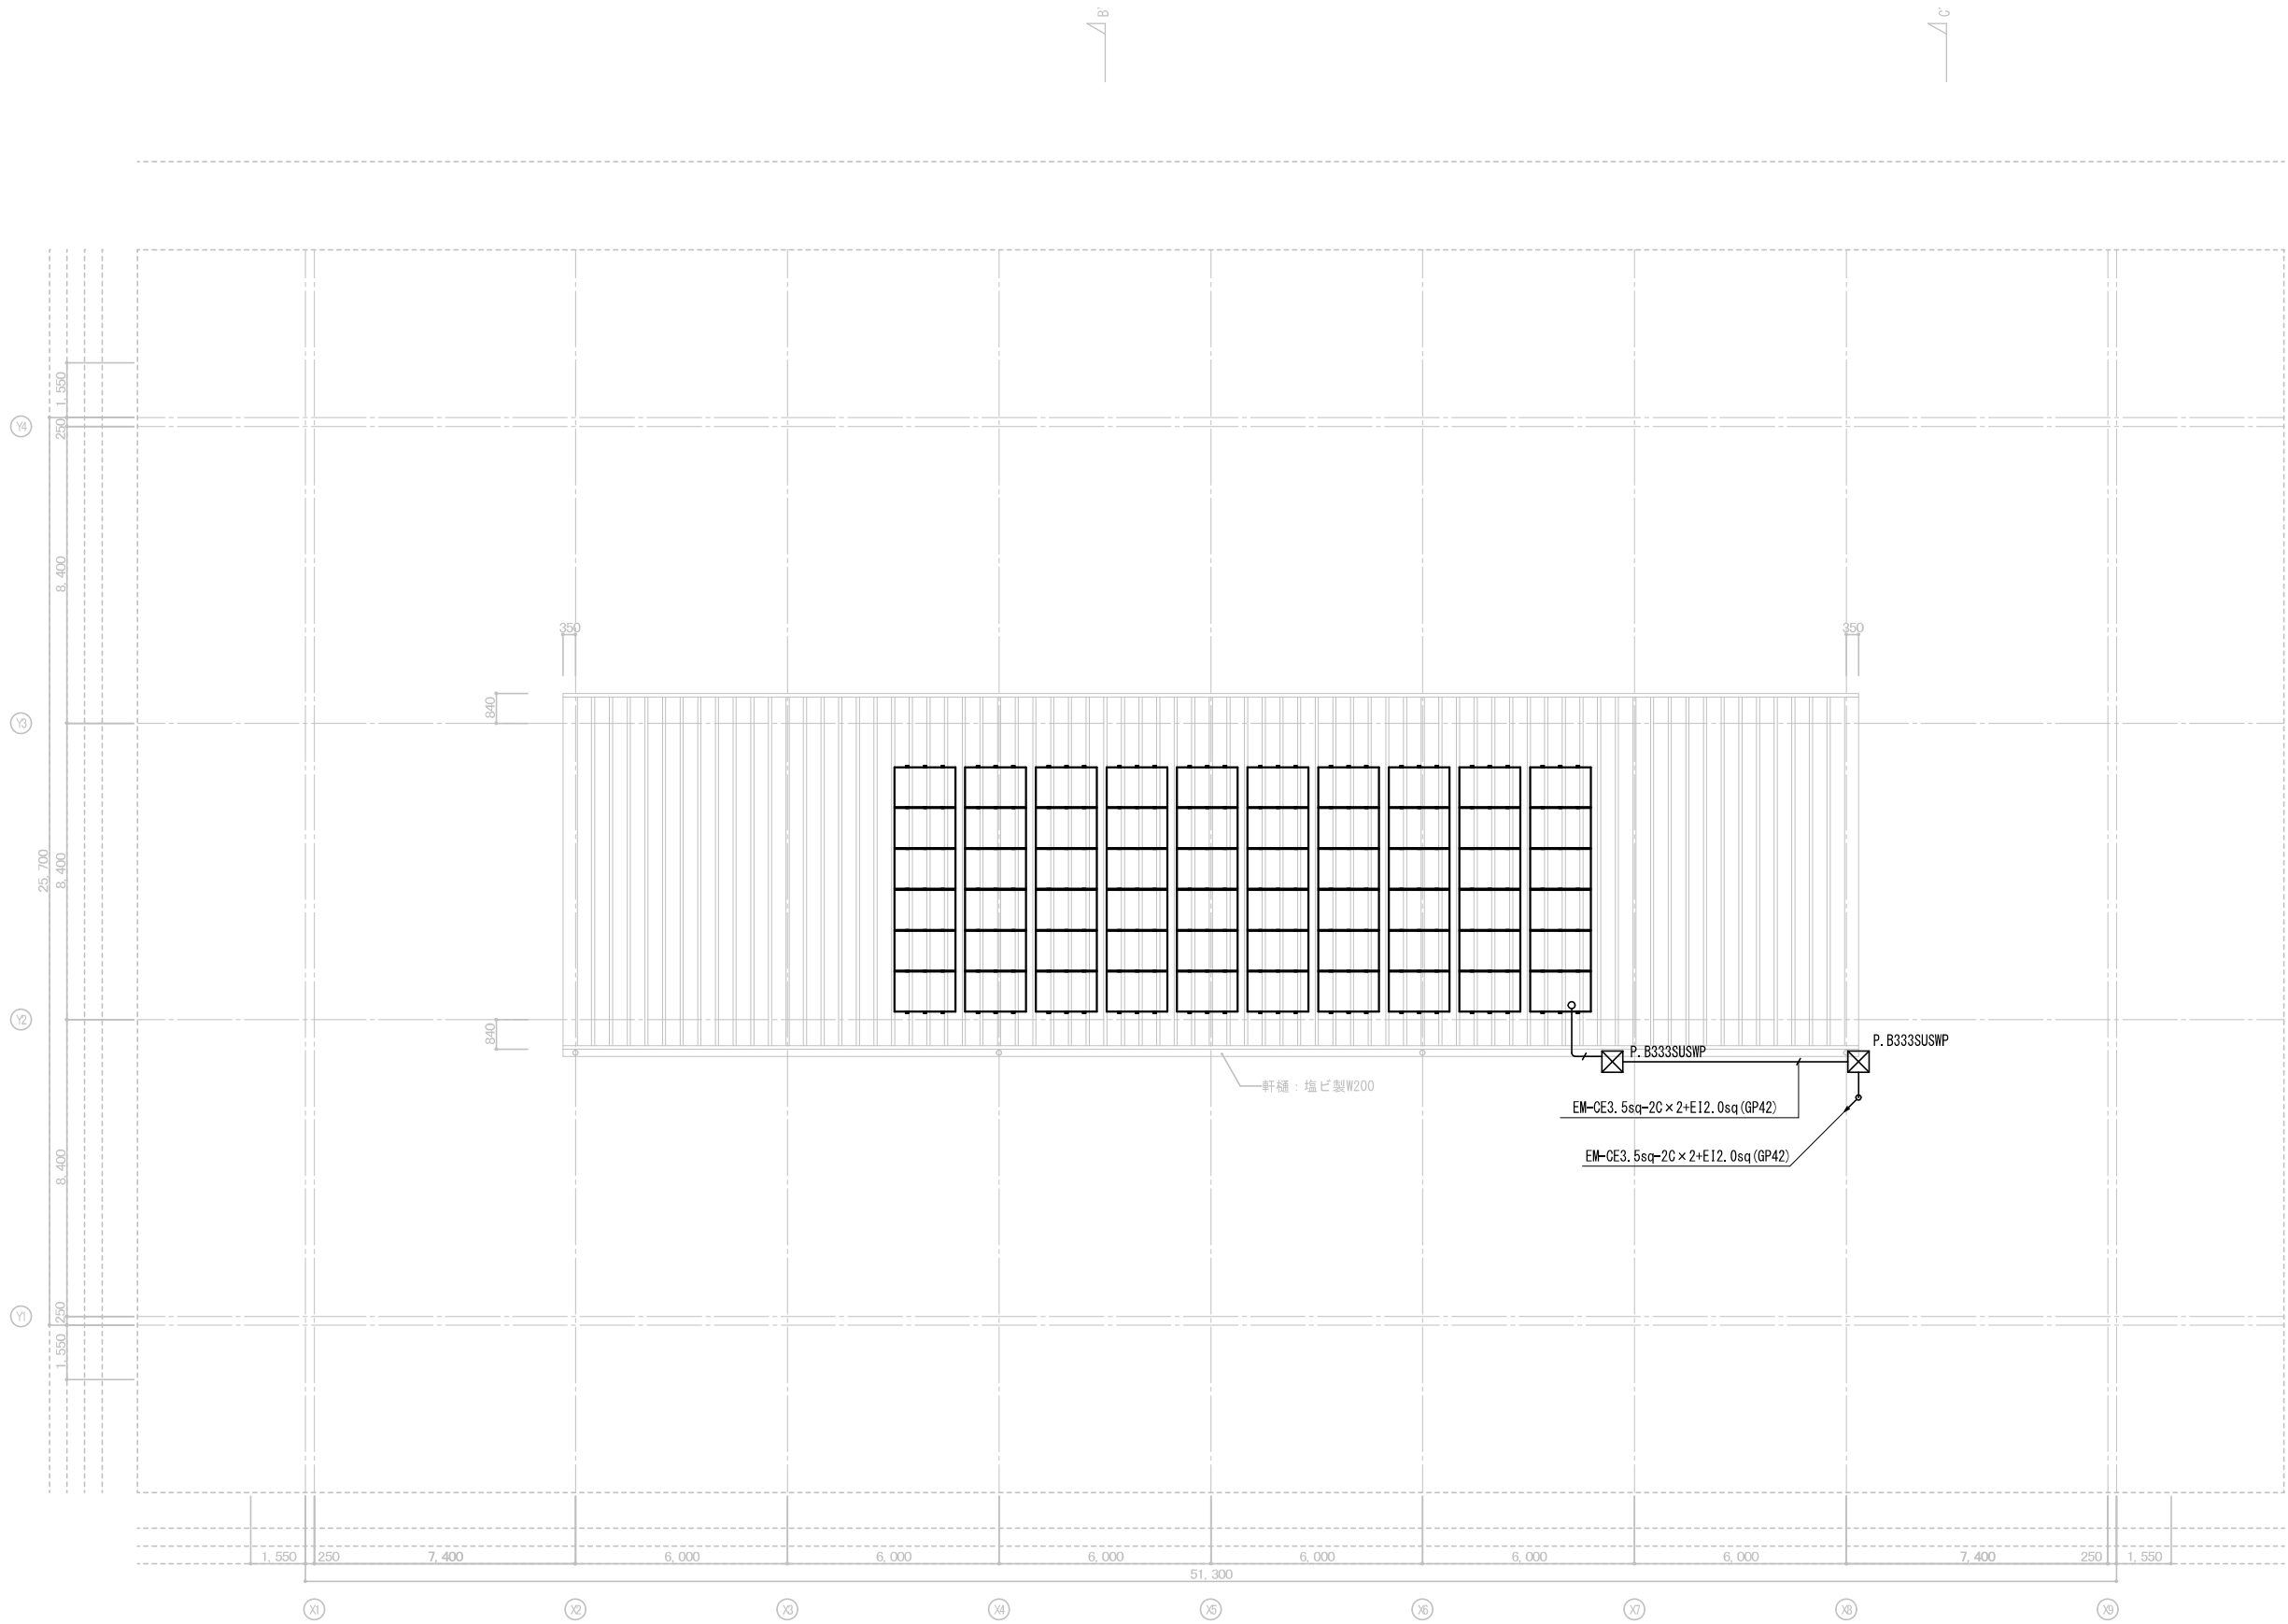 B'
C'
1,550
250
Y4
8,400
350
350
840
Y3
25,700
8,400
Y2
840
P.B333SUSWP
P.B333SUSWP
軒樋：塩ビ製W200
EM-CE3.5sq-2C×2+EI2.0sq(GP42)
EM-CE3.5sq-2C×2+EI2.0sq(GP42)
8,400
250
Y1
1,550
1,550
250
7,400
6,000
6,000
6,000
6,000
6,000
6,000
7,400
250
1,550
51,300
X1
X2
X3
X4
X5
X6
X7
X8
X9